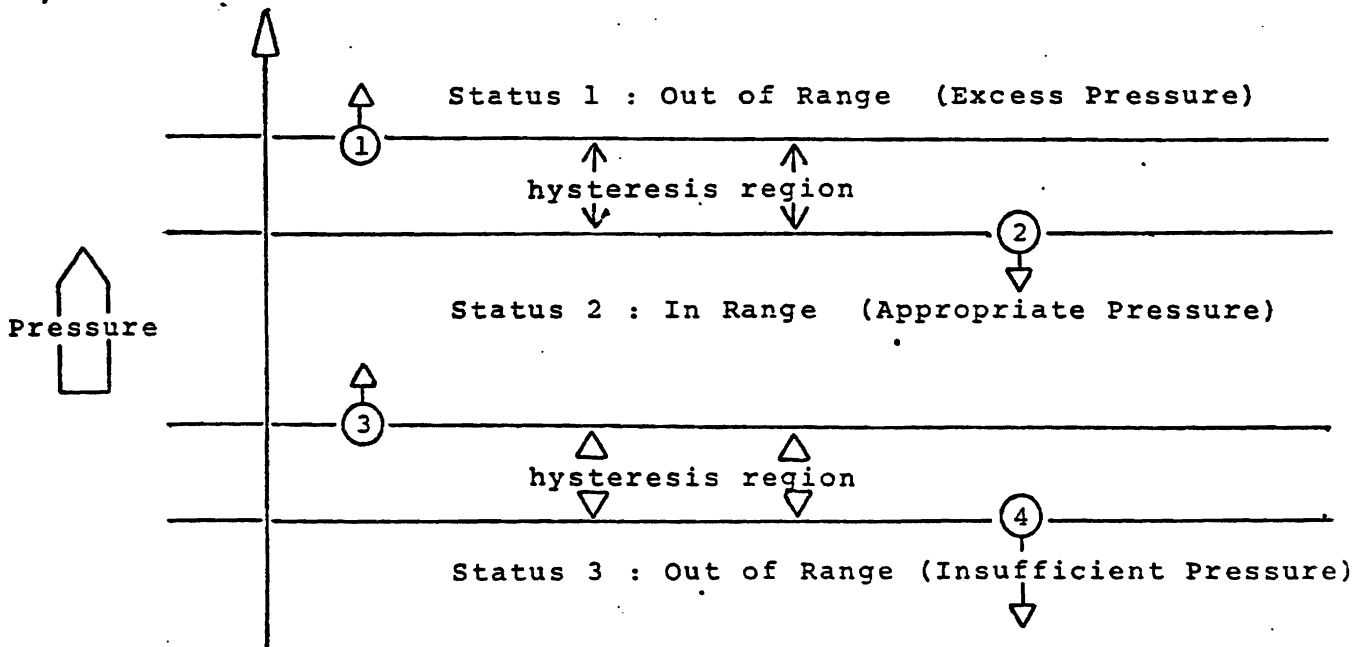 Status 1 : Out of Range (Excess Pressure)
1
hysteresis region
2
Status 2 : In Range (Appropriate Pressure)
Pressure
3
hysteresis region
4
Status 3 : Out of Range (Insufficient Pressure)